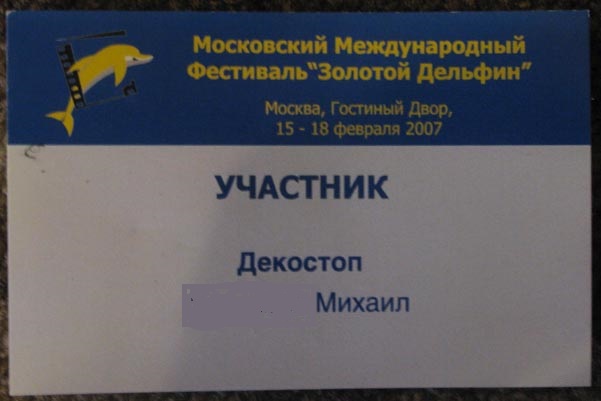 Московский Международный
Фестиваль"Золотой Дельфин"
Москва, Гостиный Двор,
15 - 18 февраля 2007
УЧАСТНИК
Декостоп
Михаил